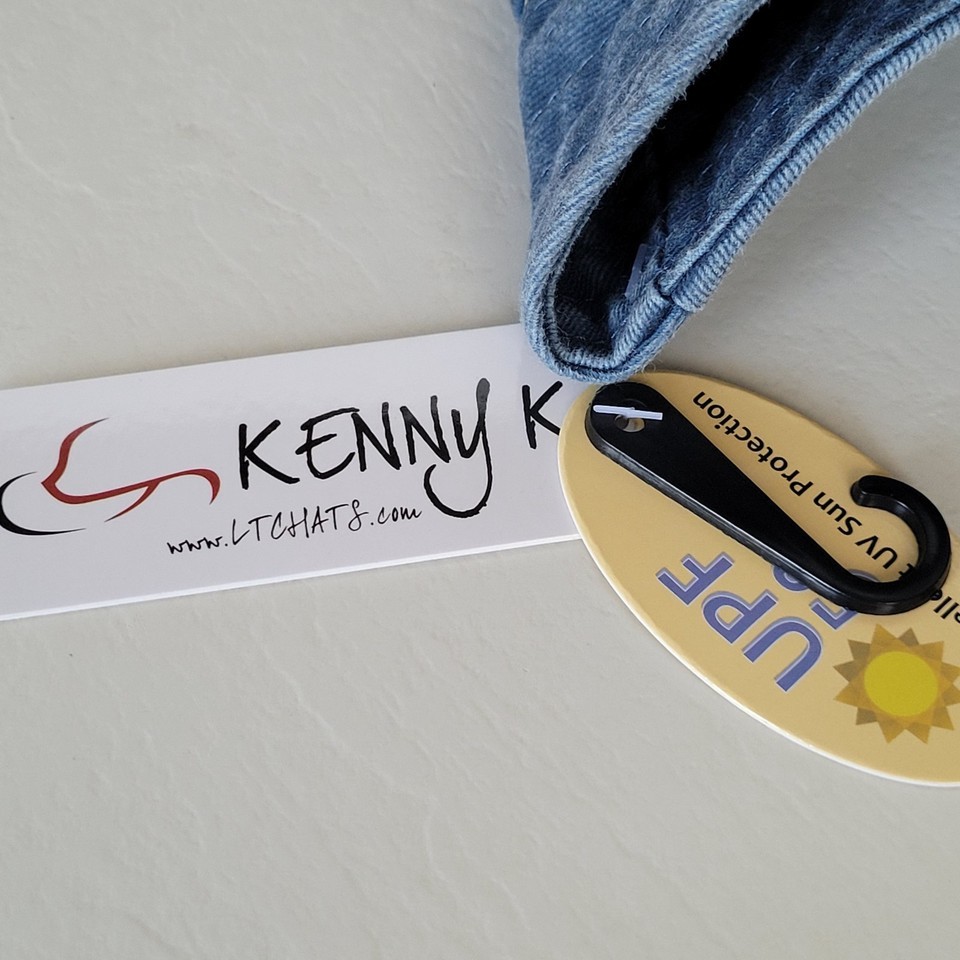 KENNY K
www.LTCHATS.com
UV Sun Protection
UPF